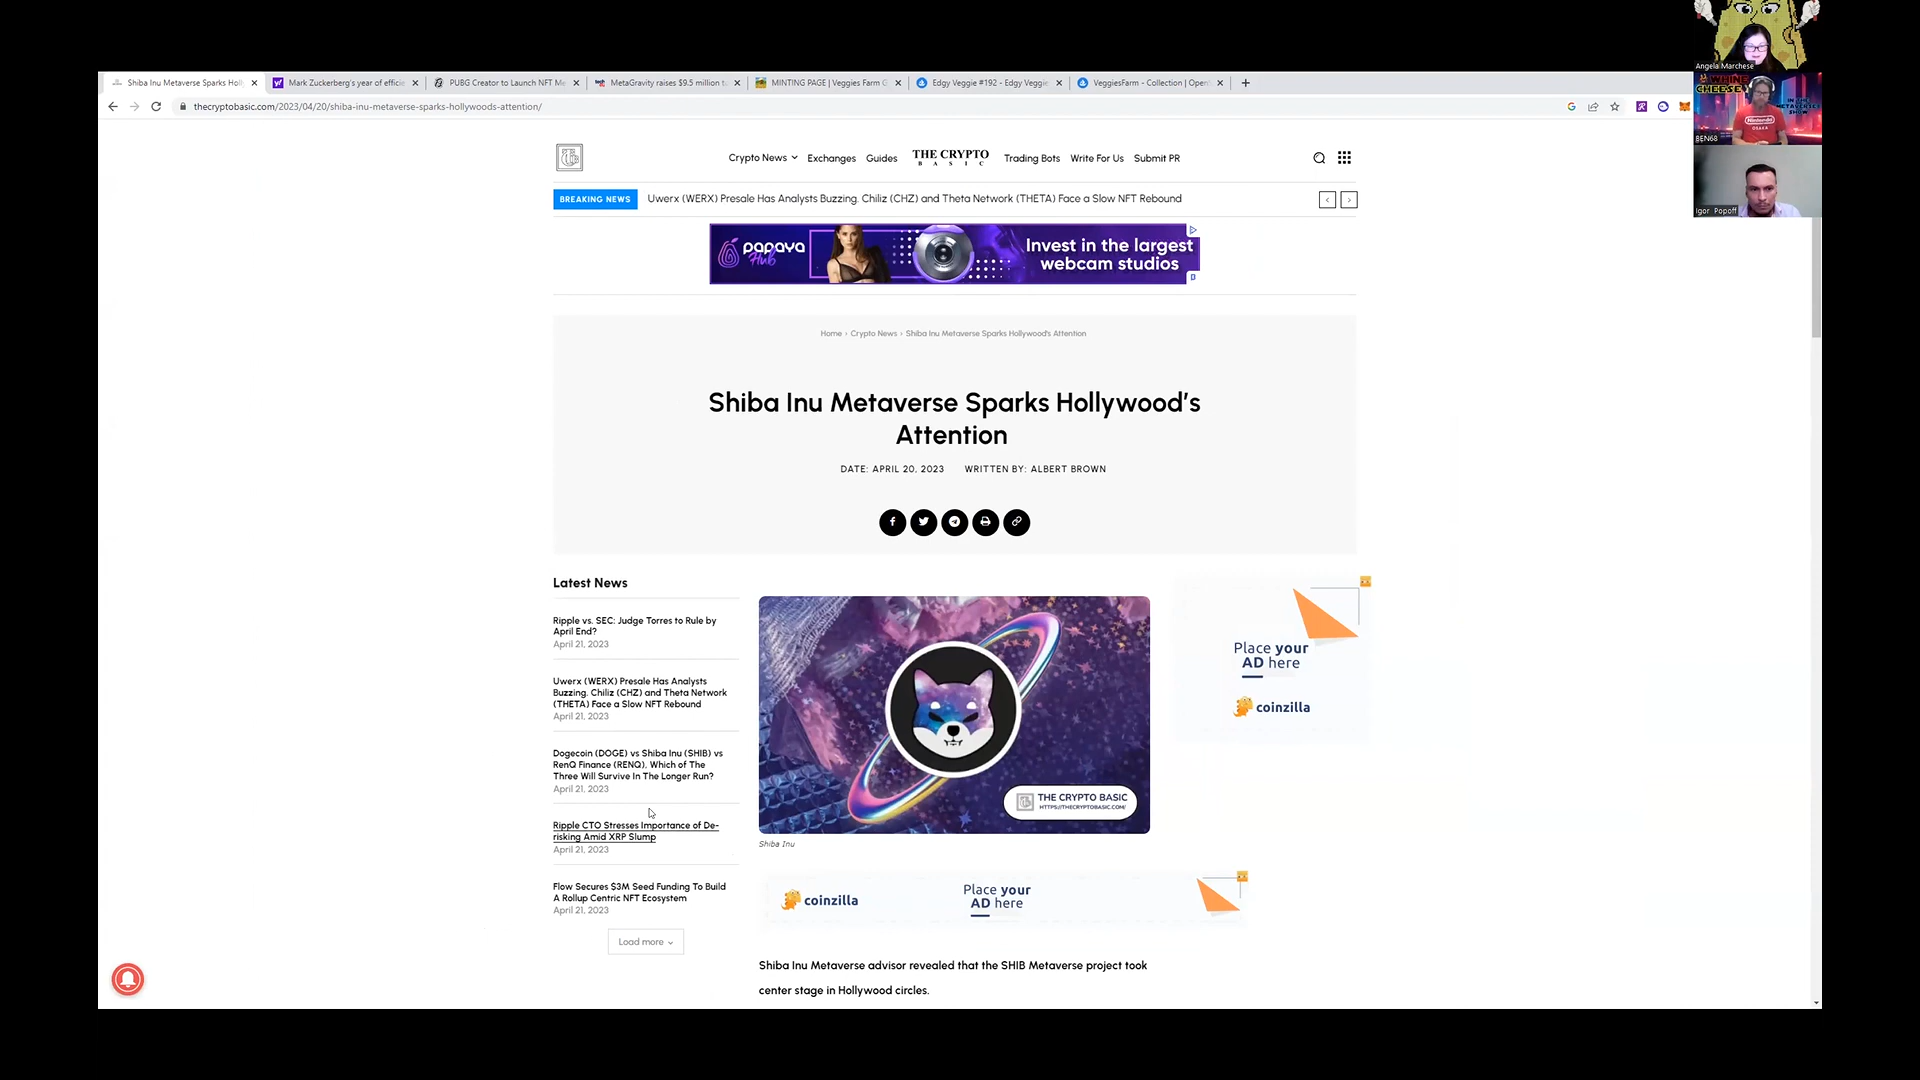 Shiba Inu Metaverse Sparks Holl
Mark Zuckerberg's year of efficie
PUBG Creator to Launch NFT Me
MetaGravity raises $9.5 million t
MINTING PAGE | Veggies Farm G
Edgy Veggie #192 - Edgy Veggie
VeggiesFarm - Collection | Open
thecryptobasic.com/2023/04/20/shiba-inu-metaverse-sparks-hollywoods-attention/
Angela Marchese
WHINE
CHEESE
IN THE
METAVERSE
SHOW
Nintendo
OSAKA
BEN68
Igor Popoff
Crypto News
Exchanges
Guides
THE CRYPTO
BASIC
Trading Bots
Write For Us
Submit PR
BREAKING NEWS
Uwerx (WERX) Presale Has Analysts Buzzing. Chiliz (CHZ) and Theta Network (THETA) Face a Slow NFT Rebound
PAPAYA
Hub
Invest in the largest
webcam studios
Home › Crypto News › Shiba Inu Metaverse Sparks Hollywood's Attention
Shiba Inu Metaverse Sparks Hollywood's
Attention
DATE: APRIL 20, 2023 WRITTEN BY: ALBERT BROWN
Latest News
Ripple vs. SEC: Judge Torres to Rule by
April End?
April 21, 2023
Uwerx (WERX) Presale Has Analysts
Buzzing. Chiliz (CHZ) and Theta Network
(THETA) Face a Slow NFT Rebound
April 21, 2023
Dogecoin (DOGE) vs Shiba Inu (SHIB) vs
RenQ Finance (RENQ), Which of The
Three Will Survive In The Longer Run?
April 21, 2023
Ripple CTO Stresses Importance of De-
risking Amid XRP Slump
April 21, 2023
Flow Secures $3M Seed Funding To Build
A Rollup Centric NFT Ecosystem
April 21, 2023
Load more
THE CRYPTO BASIC
HTTPS://THECRYPTOBASIC.COM/
Shiba Inu
Place your
AD here
coinzilla
coinzilla
Place your
AD here
Shiba Inu Metaverse advisor revealed that the SHIB Metaverse project took
center stage in Hollywood circles.